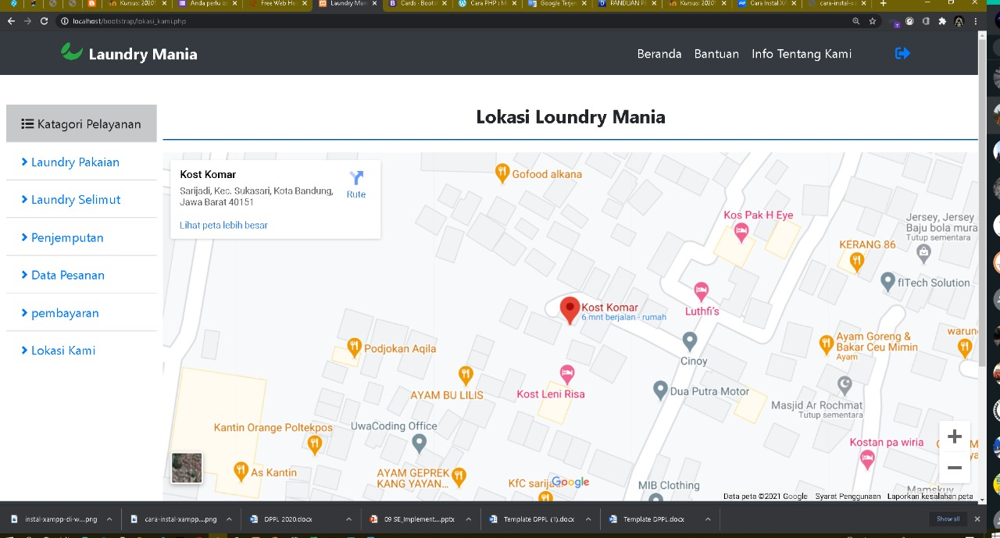 Kursus: 2020
Anda perlu
Free Web Ho
Laundry Man
Cards · Boots
Cara PHP : M
Google Terje
PANDUAN P
Kursus: 2020
Cara Instal X
cara-instal-xa
localhost/bootstrap/lokasi_kami.php
Laundry Mania
Beranda
Bantuan
Info Tentang Kami
Katagori Pelayanan
Laundry Pakaian
Laundry Selimut
Penjemputan
Data Pesanan
pembayaran
Lokasi Kami
Lokasi Loundry Mania
Kost Komar
Sarijadi, Kec. Sukasari, Kota Bandung,
Jawa Barat 40151
Rute
Lihat peta lebih besar
Gofood alkana
Kos Pak H Eye
Jersey, Jersey
Baju bola mura
Tutup sementara
KERANG 86
fITech Solution
Luthfi's
Kost Komar
6 mnt berjalan - rumah
Podjokan Aqila
Cinoy
Ayam Goreng &
Bakar Ceu Mimin
Ayam
warun
AYAM BU LILIS
Kost Leni Risa
Dua Putra Motor
Masjid Ar Rochmat
Tutup sementara
Kantin Orange Poltekpos
UwaCoding Office
Kostan pa wiria
As Kantin
AYAM GEPREK
KANG YAYAN...
KfC sarija
Google
MIB Clothing
Mamskuy
Data peta ©2021 Google
Syarat Penggunaan
Laporkan kesalahan peta
instal-xampp-di-w....png
cara-instal-xampp....png
DPPL 2020.docx
09 SE_Implement....pptx
Template DPPL (1).docx
Template DPPL.docx
Show all